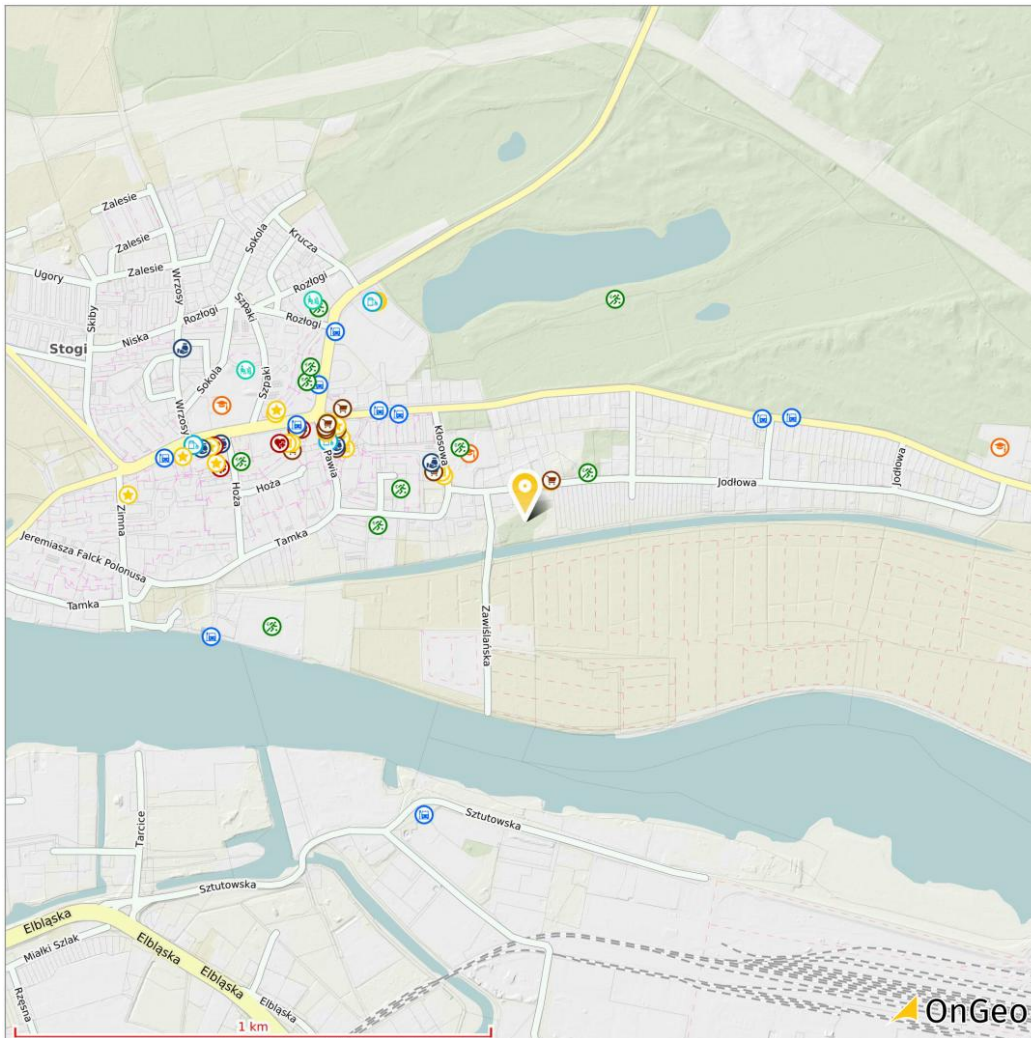 Zalesie
Sokola
Krucza
Zalesie
Zalesie
Ugory
Wrzosy
Rozłogi
Szpaki
Rozłogi
Skiby
Niska
Rozłogi
Stogi
Sokola
Szpaki
Wrzosy
Kłosowa
Pawia
Jodłowa
Jodłowa
Hoża
Hoża
Zimna
Tamka
Jeremiasza Falck Polonusa
Tamka
Zawiślańska
Sztutowska
Tarcice
Sztutowska
Elbląska
Miałki Szlak
Elbląska
Elbląska
Elbląska
Rzęsna
1 km
OnGeo